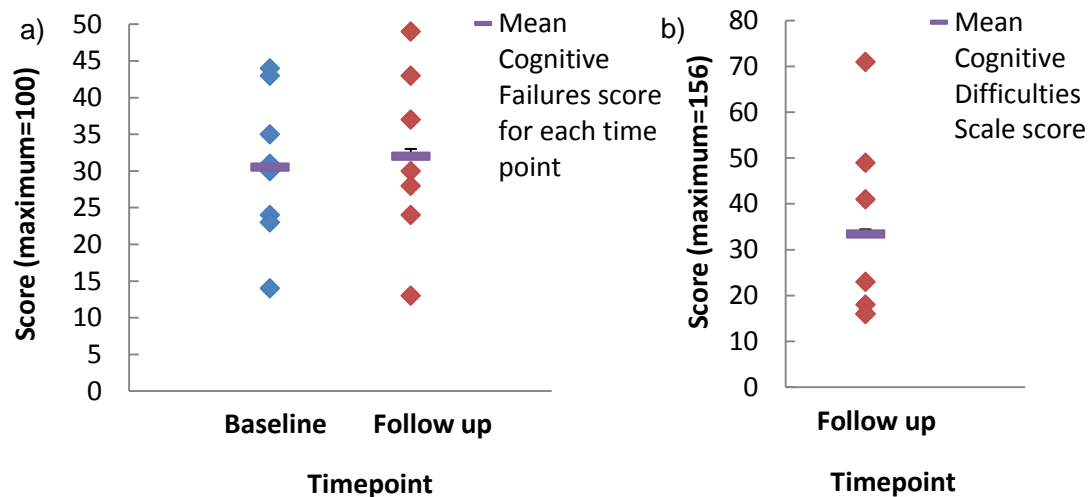 a)
Score (maximum=100)
50
45
40
35
30
25
20
15
10
5
0
Baseline
Follow up
Timepoint
Mean
Cognitive
Failures score
for each time
point
b)
Score (maximum=156)
80
70
60
50
40
30
20
10
0
Follow up
Timepoint
Mean
Cognitive
Difficulties
Scale score